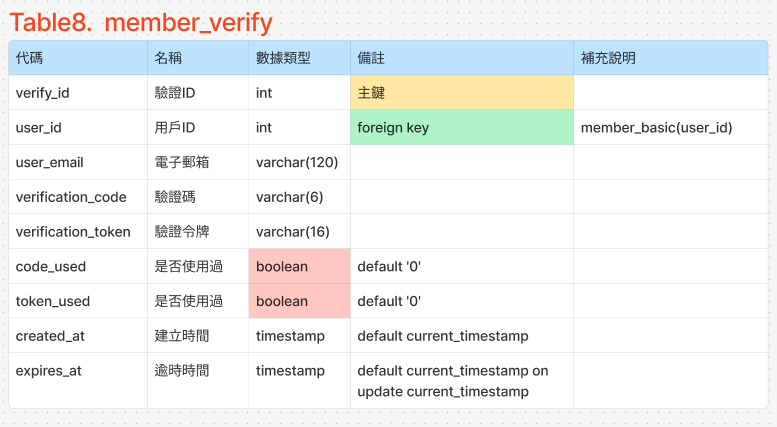 Table8. member_verify
代碼 名稱 數據類型 備註 補充說明
verify_id 驗證ID int 主鍵
user_id 用戶ID int foreign key member_basic(user_id)
user_email 電子郵箱 varchar(120)
verification_code 驗證碼 varchar(6)
verification_token 驗證令牌 varchar(16)
code_used 是否使用過 boolean default '0'
token_used 是否使用過 boolean default '0'
created_at 建立時間 timestamp default current_timestamp
expires_at 逾時時間 timestamp default current_timestamp on
update current_timestamp